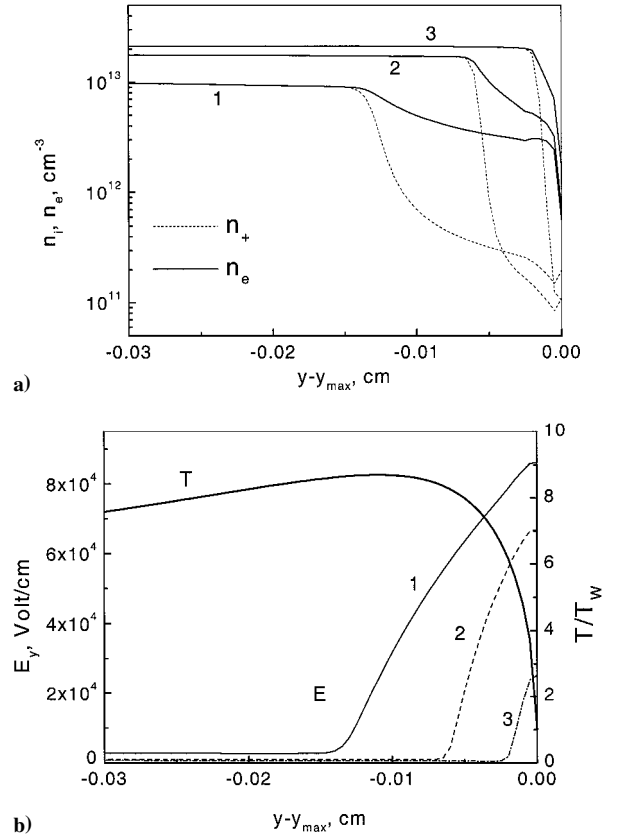 3
2
1
10^13
10^12
10^11
n_i, n_e, cm^-3
n_+
n_e
-0.03 -0.02 -0.01 0.00
y-y_max, cm
a)
10
8x10^4 8
6x10^4 6
4x10^4 4
2x10^4 2
0 0
T
1
2
E
3
E_y, Volt/cm
T/T_w
-0.03 -0.02 -0.01 0.00
y-y_max, cm
b)